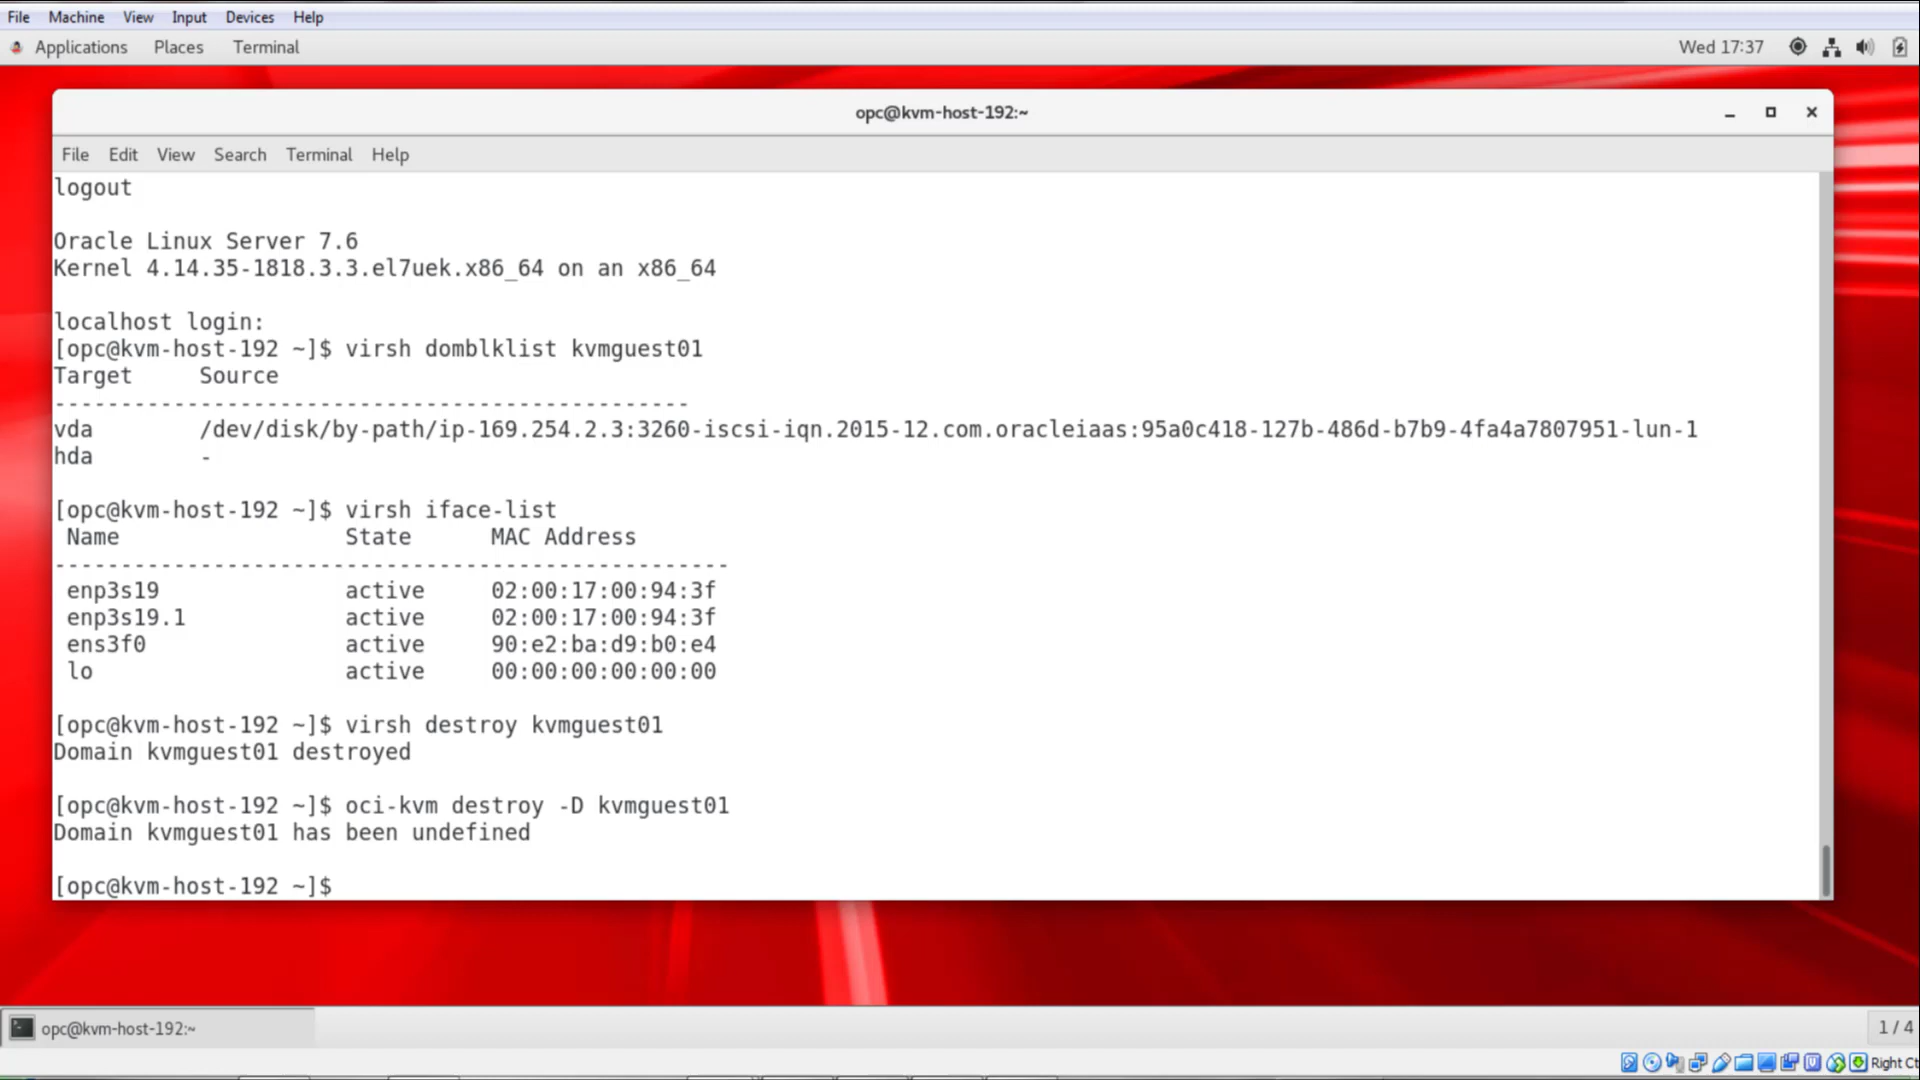 File Machine View Input Devices Help
Applications Places Terminal Wed 17:37
opc@kvm-host-192:~
File Edit View Search Terminal Help
logout
Oracle Linux Server 7.6
Kernel 4.14.35-1818.3.3.el7uek.x86_64 on an x86_64
localhost login:
[opc@kvm-host-192 ~]$ virsh domblklist kvmguest01
Target Source
------------------------------------------------
vda /dev/disk/by-path/ip-169.254.2.3:3260-iscsi-iqn.2015-12.com.oracleiaas:95a0c418-127b-486d-b7b9-4fa4a7807951-lun-1
hda -
[opc@kvm-host-192 ~]$ virsh iface-list
Name State MAC Address
---------------------------------------------------
enp3s19 active 02:00:17:00:94:3f
enp3s19.1 active 02:00:17:00:94:3f
ens3f0 active 90:e2:ba:d9:b0:e4
lo active 00:00:00:00:00:00
[opc@kvm-host-192 ~]$ virsh destroy kvmguest01
Domain kvmguest01 destroyed
[opc@kvm-host-192 ~]$ oci-kvm destroy -D kvmguest01
Domain kvmguest01 has been undefined
[opc@kvm-host-192 ~]$
opc@kvm-host-192:~ 1 / 4
Right Ct